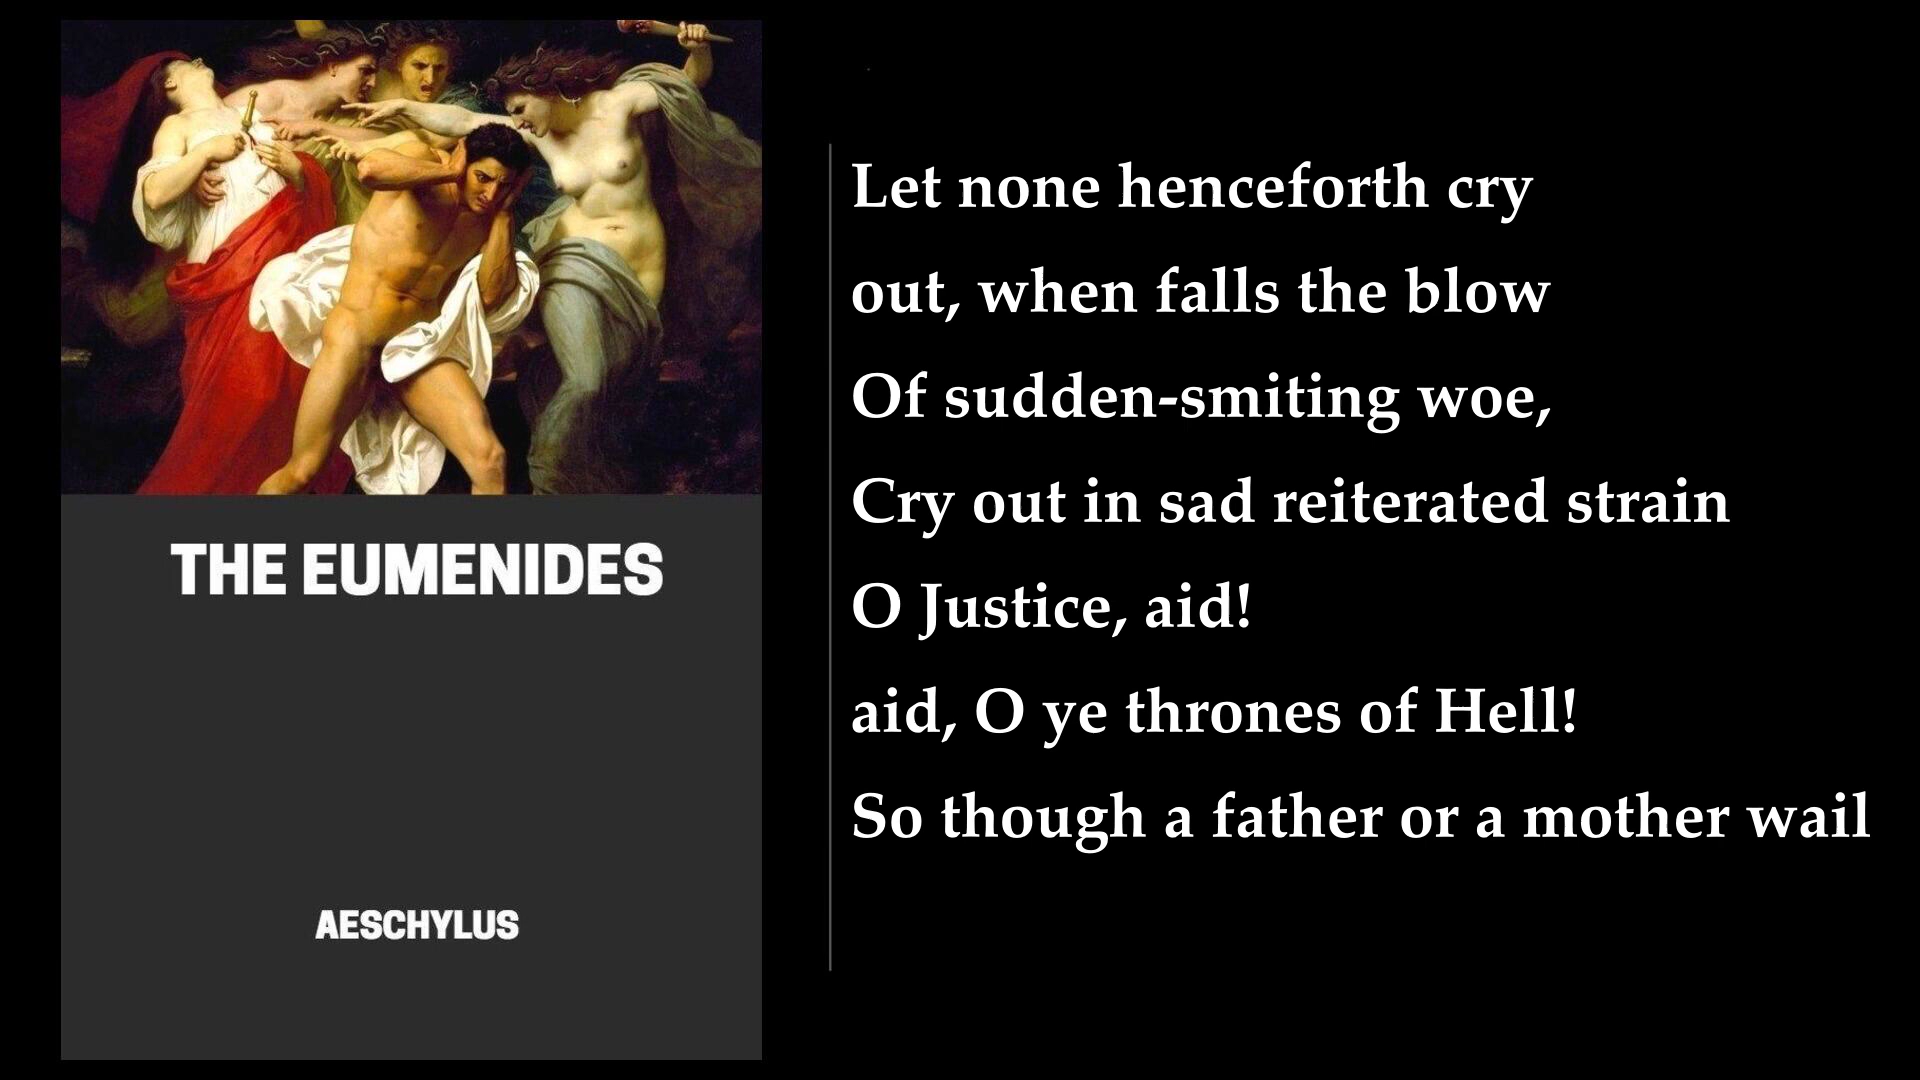 THE EUMENIDES
AESCHYLUS
Let none henceforth cry
out, when falls the blow
Of sudden-smiting woe,
Cry out in sad reiterated strain
O Justice, aid!
aid, O ye thrones of Hell!
So though a father or a mother wail